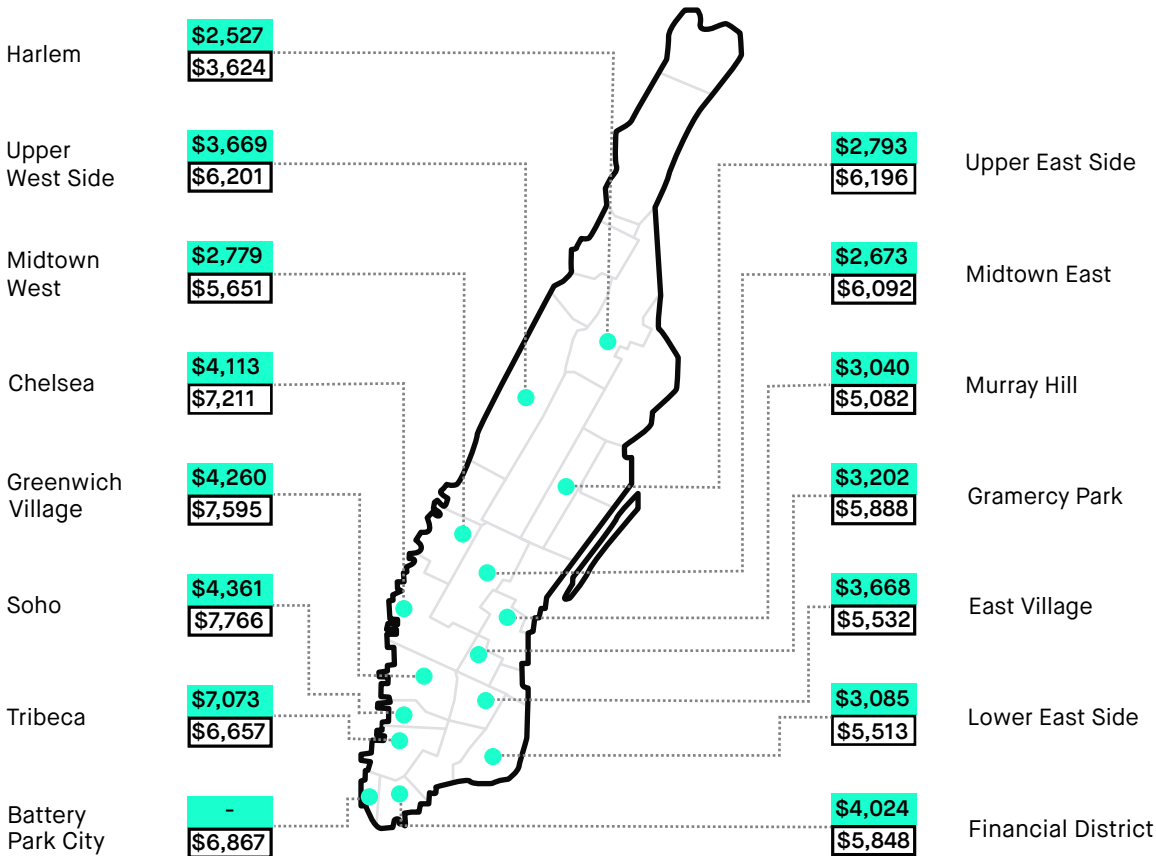 Harlem
$2,527
$3,624
Upper
West Side
$3,669
$6,201
Midtown
West
$2,779
$5,651
Chelsea
$4,113
$7,211
Greenwich
Village
$4,260
$7,595
Soho
$4,361
$7,766
Tribeca
$7,073
$6,657
Battery
Park City
-
$6,867
$2,793
$6,196
Upper East Side
$2,673
$6,092
Midtown East
$3,040
$5,082
Murray Hill
$3,202
$5,888
Gramercy Park
$3,668
$5,532
East Village
$3,085
$5,513
Lower East Side
$4,024
$5,848
Financial District